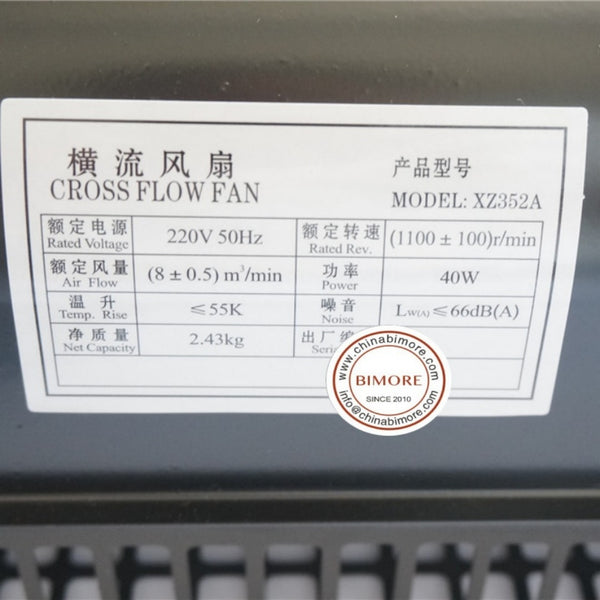 横流风扇
CROSS FLOW FAN
产品型号
MODEL: XZ352A
额定电源
Rated Voltage
220V 50Hz
额定转速
Rated Rev.
(1100 ± 100)r/min
额定风量
Air Flow
(8 ± 0.5) m³/min
功率
Power
40W
温升
Temp. Rise
≤55K
噪音
Noise
LW(A) ≤66dB(A)
净质量
Net Capacity
2.43kg
出厂编
Seria
www.chinabimore.com
BIMORE
SINCE 2010
info@chinabimore.com